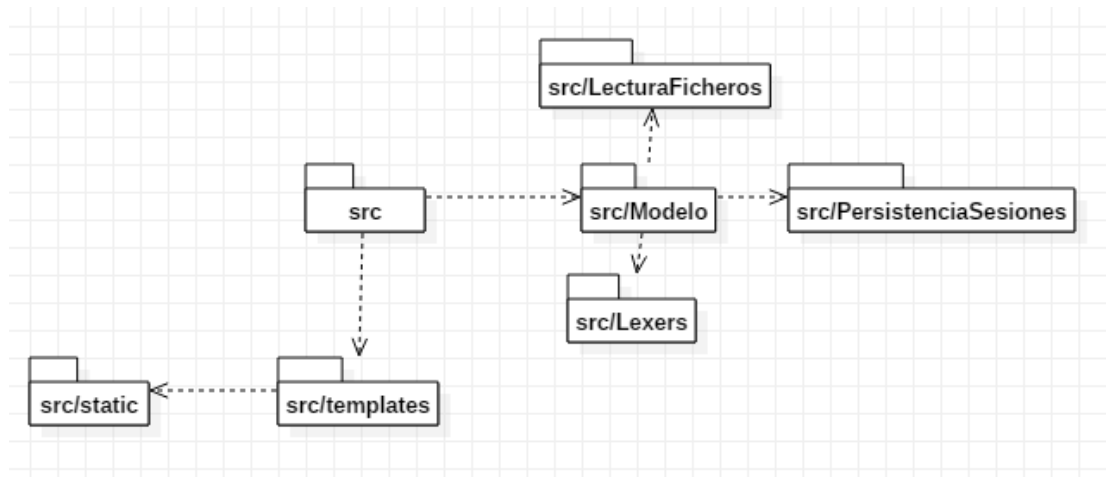 src/LecturaFicheros
src
src/Modelo
src/PersistenciaSesiones
src/Lexers
src/static
src/templates